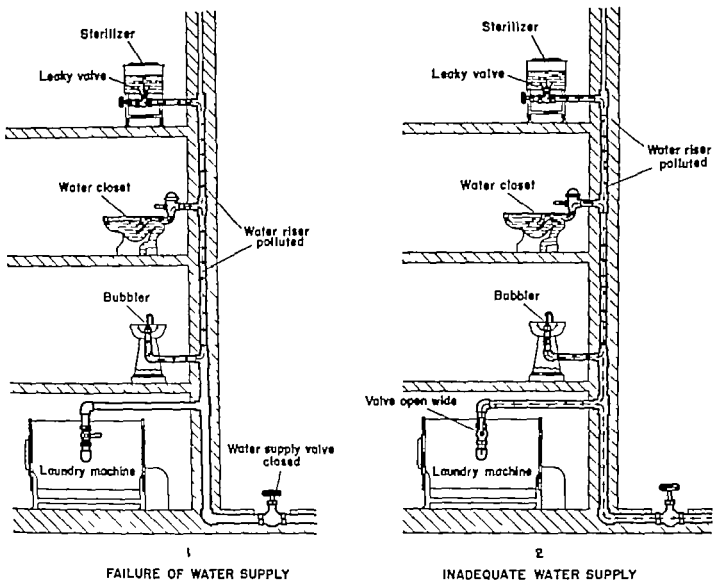 Sterilizer
Leaky valve
Water closet
Water riser
polluted
Bubbler
Laundry machine
Water supply valve
closed
1
FAILURE OF WATER SUPPLY
Sterilizer
Leaky valve
Water riser
polluted
Water closet
Bubbler
Valve open wide
Laundry machine
2
INADEQUATE WATER SUPPLY